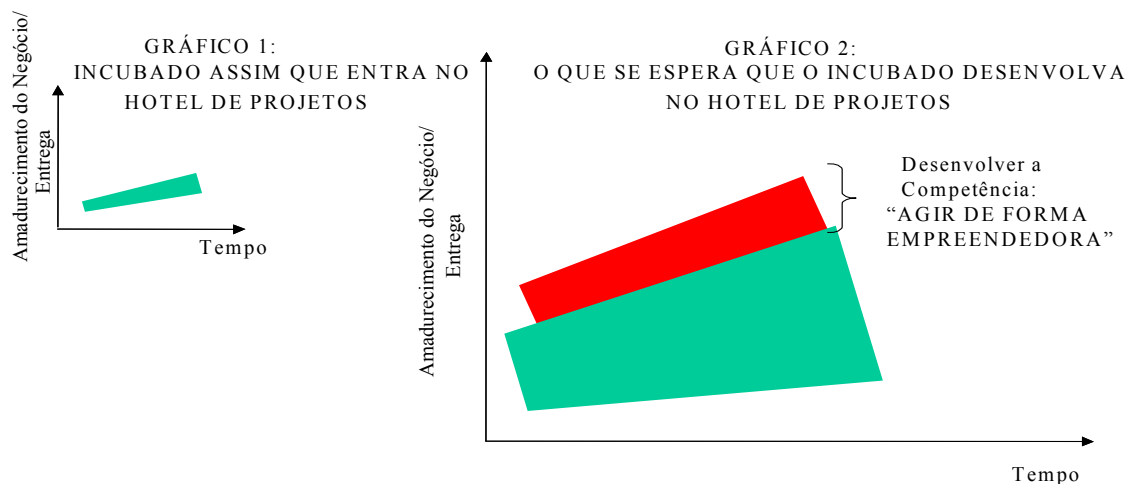 GRÁFICO 1:
INCUBADO ASSIM QUE ENTRA NO
HOTEL DE PROJETOS
Amadurecimento do Negócio/
Entrega
Tempo
GRÁFICO 2:
O QUE SE ESPERA QUE O INCUBADO DESENVOLVA
NO HOTEL DE PROJETOS
Amadurecimento do Negócio/
Entrega
Desenvolver a
Competência:
“AGIR DE FORMA
EMPREENDEDORA”
Tempo